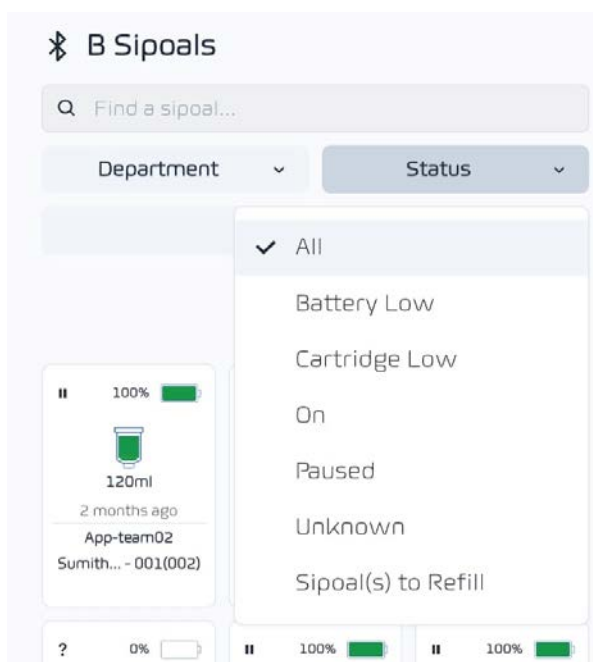 B Sipoals
Find a sipoal...
Department
Status
All
Battery Low
Cartridge Low
On
Paused
Unknown
Sipoal(s) to Refill
100%
120ml
2 months ago
App-team02
Sumith... - 001(002)
? 0%
100%
100%